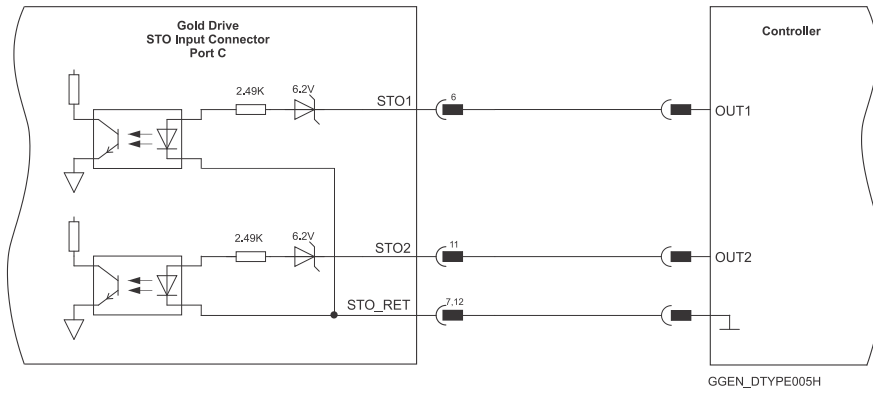 Gold Drive
STO Input Connector
Port C
Controller
2.49K
6.2V
STO1
6
OUT1
2.49K
6.2V
STO2
11
OUT2
STO_RET
7,12
GGEN_DTYPE005H